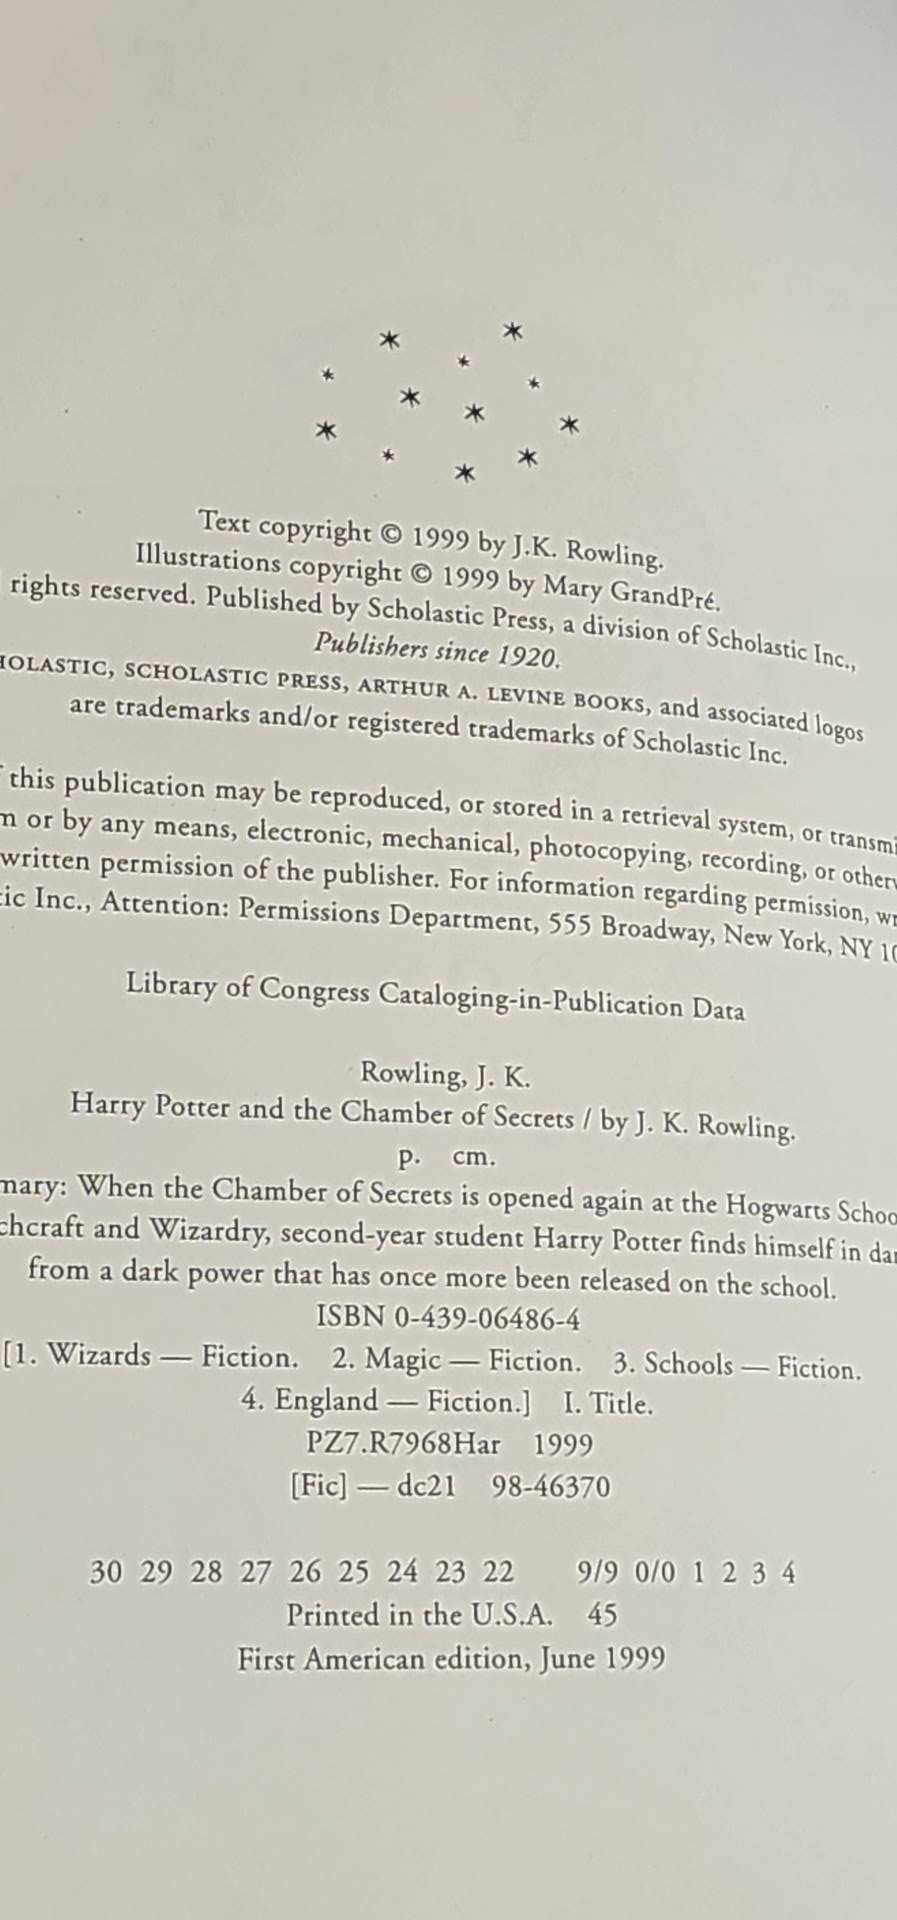 Text copyright © 1999 by J.K. Rowling.
Illustrations copyright © 1999 by Mary GrandPré.
rights reserved. Published by Scholastic Press, a division of Scholastic Inc.,
Publishers since 1920.
HOLASTIC, SCHOLASTIC PRESS, ARTHUR A. LEVINE BOOKS, and associated logos
are trademarks and/or registered trademarks of Scholastic Inc.
this publication may be reproduced, or stored in a retrieval system, or transmi
m or by any means, electronic, mechanical, photocopying, recording, or otherw
written permission of the publisher. For information regarding permission, wr
tic Inc., Attention: Permissions Department, 555 Broadway, New York, NY 10
Library of Congress Cataloging-in-Publication Data
Rowling, J. K.
Harry Potter and the Chamber of Secrets / by J. K. Rowling.
p. cm.
mary: When the Chamber of Secrets is opened again at the Hogwarts Schoo
chcraft and Wizardry, second-year student Harry Potter finds himself in dan
from a dark power that has once more been released on the school.
ISBN 0-439-06486-4
[1. Wizards — Fiction. 2. Magic — Fiction. 3. Schools — Fiction.
4. England — Fiction.] I. Title.
PZ7.R7968Har 1999
[Fic] — dc21 98-46370
30 29 28 27 26 25 24 23 22 9/9 0/0 1 2 3 4
Printed in the U.S.A. 45
First American edition, June 1999